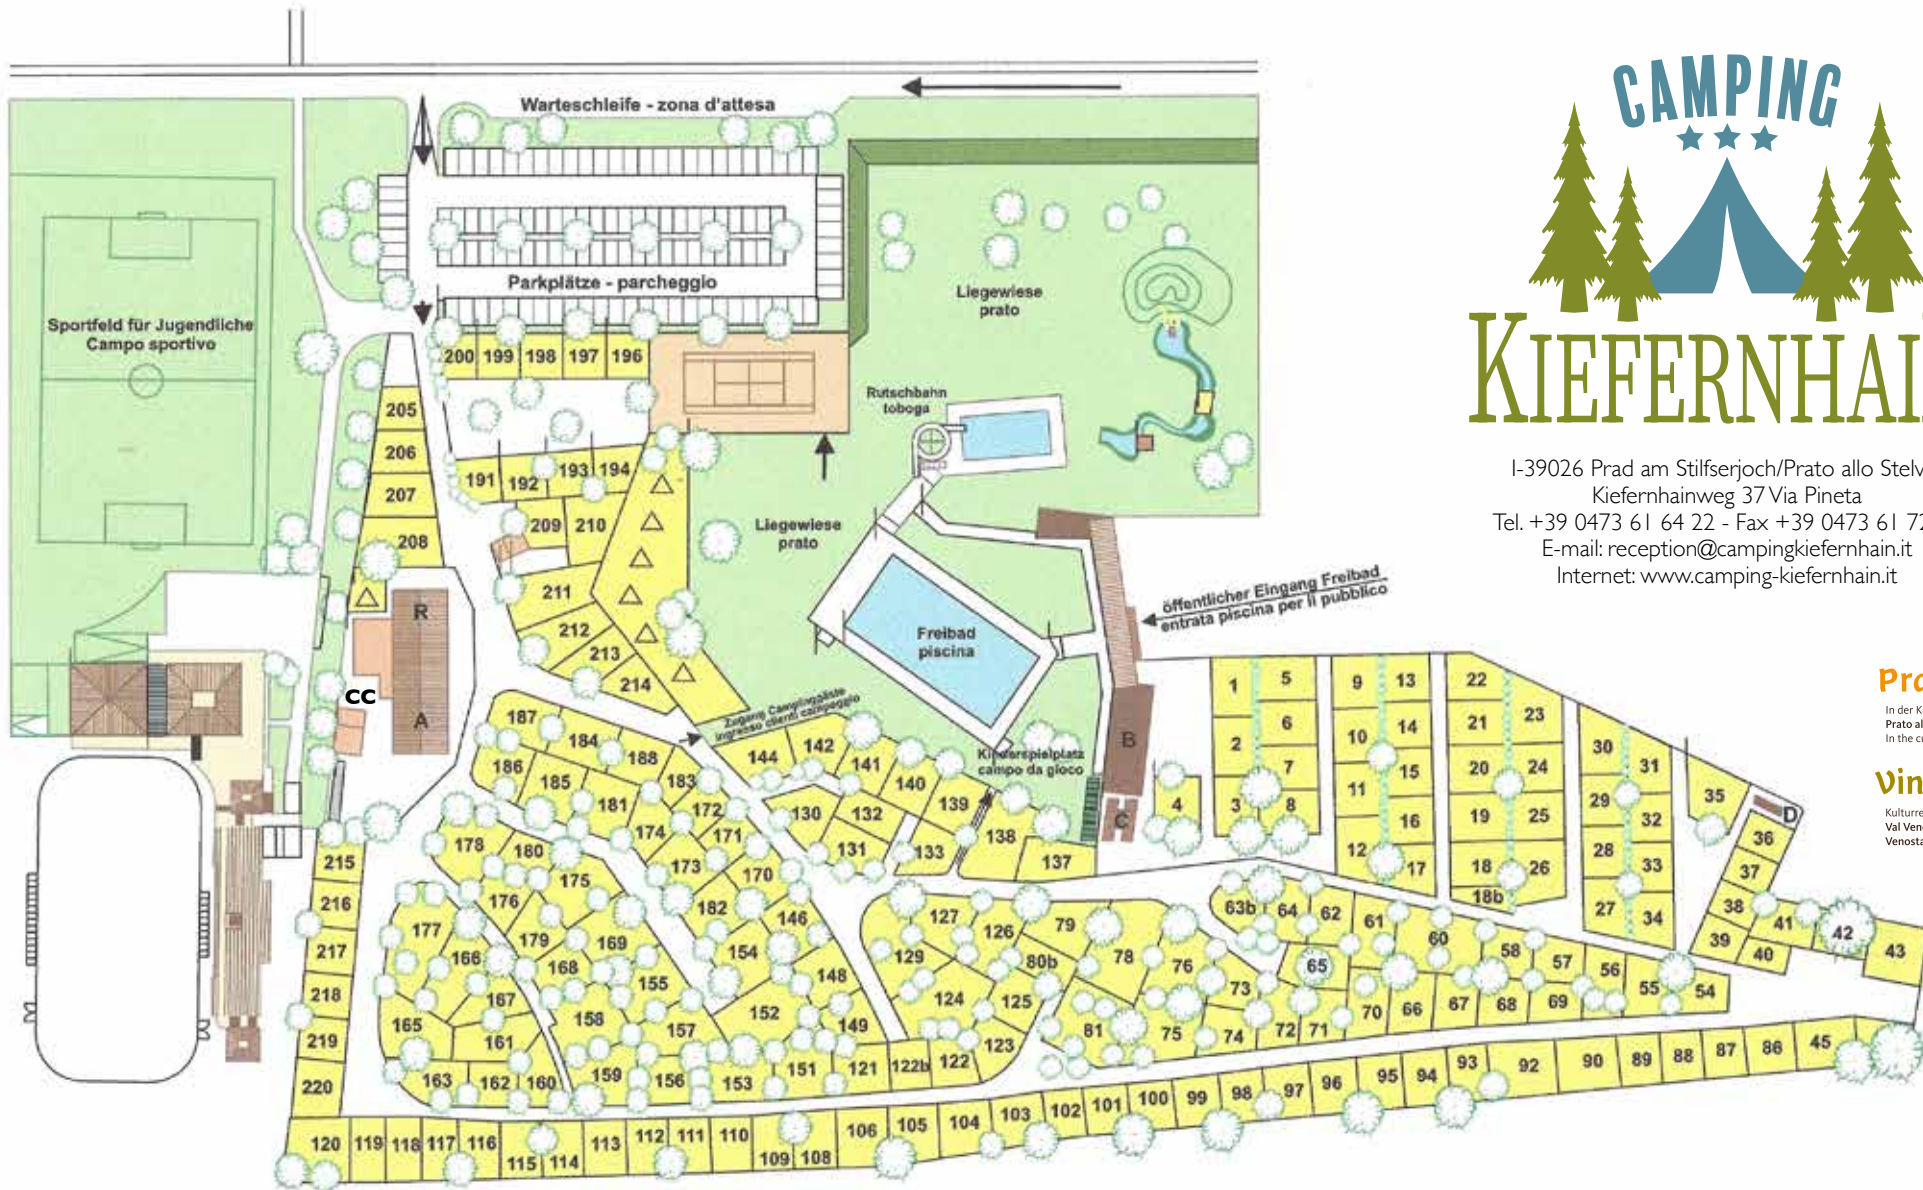 Warteschleife - zona d'attesa
Parkplätze - parcheggio
Sportfeld für Jugendliche
Campo sportivo
Liegewiese
prato
Rutschbahn
toboga
200 199 198 197 196
205
206
207
208
191 192 193 194
209 210
211
212
213
214
Liegewiese
prato
Freibad
piscina
öffentlicher Eingang Freibad
entrata piscina per il pubblico
Zugang Campinggäste
ingresso clienti campeggio
Kinderspielplatz
campo da gioco
R
A
CC
B
C
D
CAMPING
I-39026 Prad am Stilfserjoch/Prato allo
Kiefernhainweg 37 Via Pineta
Tel. +39 0473 61 64 22 - Fax +39 0473 61
E-mail: reception@campingkiefernhain.it
Internet: www.camping-kiefernhain.it
In der
Val
1 5
2 6
7
3 8
4
9 13
10 14
11 15
16
12 17
22
21 23
20 24
19 25
18 26
18b
30 31
29 32
28 33
27 34
35
36
37
38
39 40
41 42 43
187 184 188 183
186 185 181 174 172 171
173 170
182 146
154 148
152 149
144 142 141 140 139 138 137
130 132
131 133
178 180
176 175
177 179 169
166 168 155
167 158 157
165 161
163 162 160
159 156 153 151 121 122b 122 123
127 126
129 80b
124 125
79 78 76
81 75 73 74 72 71
63b 64 62 61 60 58 57 56 55 54
65
70 66 67 68 69
215
216
217
218
219
220
120 119 118 117 116 115 114 113 112 111 110 109 108 106 105 104 103 102 101 100 99 98 97 96 95 94 93 92 90 89 88 87 86 45